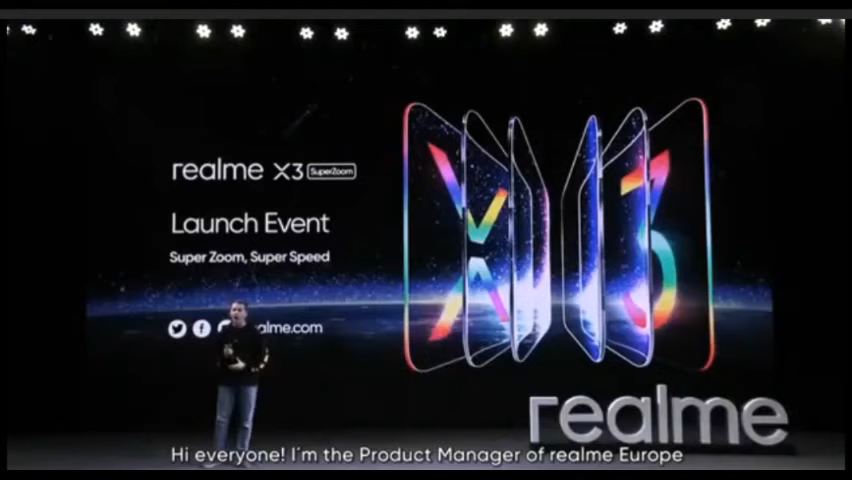 realme X3 SuperZoom
Launch Event
Super Zoom, Super Speed
alme.com
X3
realme
Hi everyone! I´m the Product Manager of realme Europe